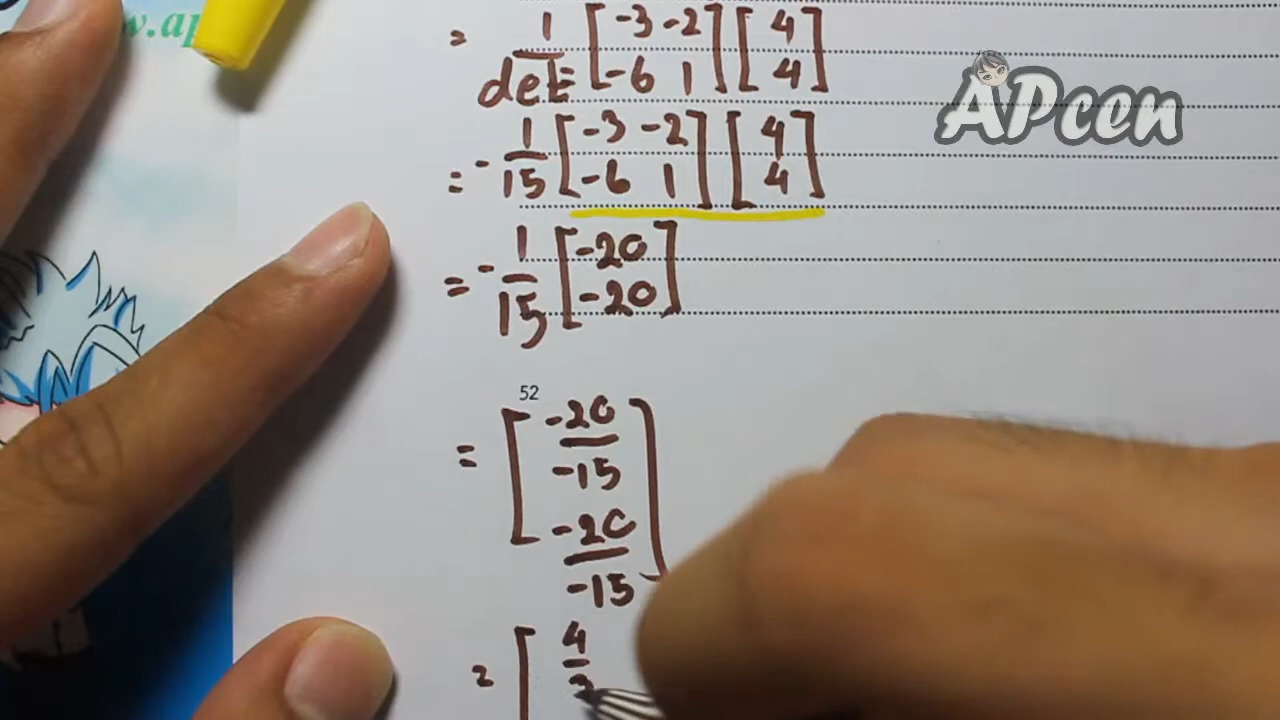 w.ap
APcen
= 1/det [-3 -2; -6 1] [4; 4]
= -1/15 [-3 -2; -6 1] [4; 4]
= -1/15 [-20; -20]
52
= [-20/-15; -20/-15]
= [4/